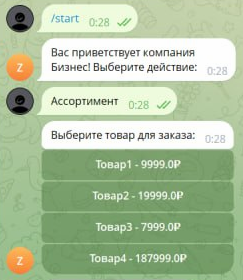 /start 0:28
Вас приветствует компания
Бизнес! Выберите действие: 0:28
Ассортимент 0:28
Выберите товар для заказа: 0:28
Товар1 - 9999.0₽
Товар2 - 19999.0₽
Товар3 - 7999.0₽
Z Товар4 - 187999.0₽